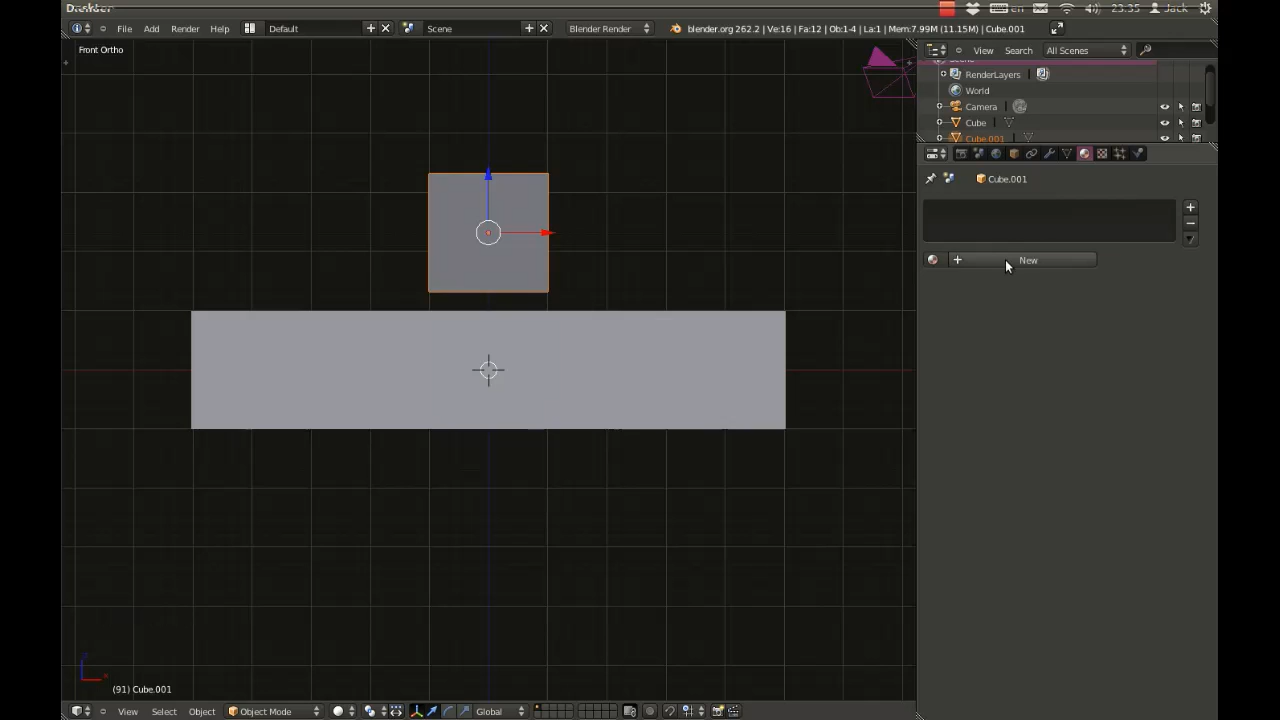 en 23:35 Jack
File Add Render Help Default Scene Blender Render blender.org 262.2 | Ve:16 | Fa:12 | Ob:1-4 | La:1 | Mem:7.99M (11.15M) | Cube.001
Front Ortho
View Search All Scenes
RenderLayers
World
Camera
Cube
Cube.001
Cube.001
New
(91) Cube.001
View Select Object Object Mode Global